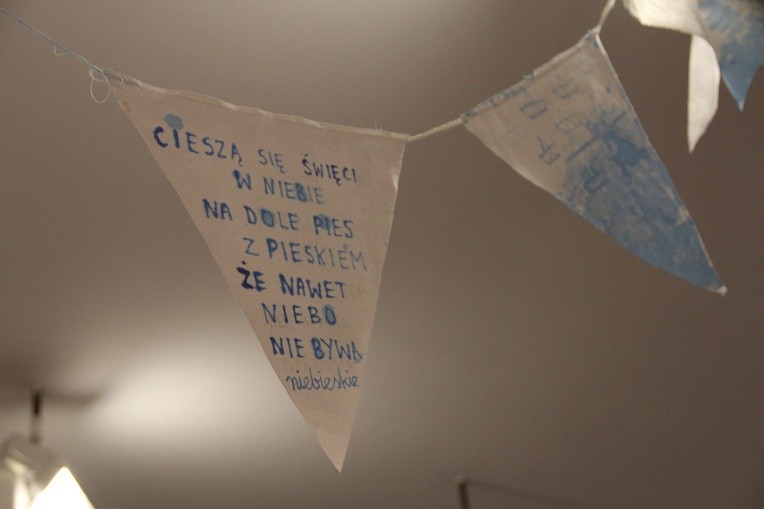 CIESZĄ SIĘ ŚWIĘCI
W NIEBIE
NA DOLE PIES
Z PIESKIEM
ŻE NAWET
NIEBO
NIE BYWA
niebieskie